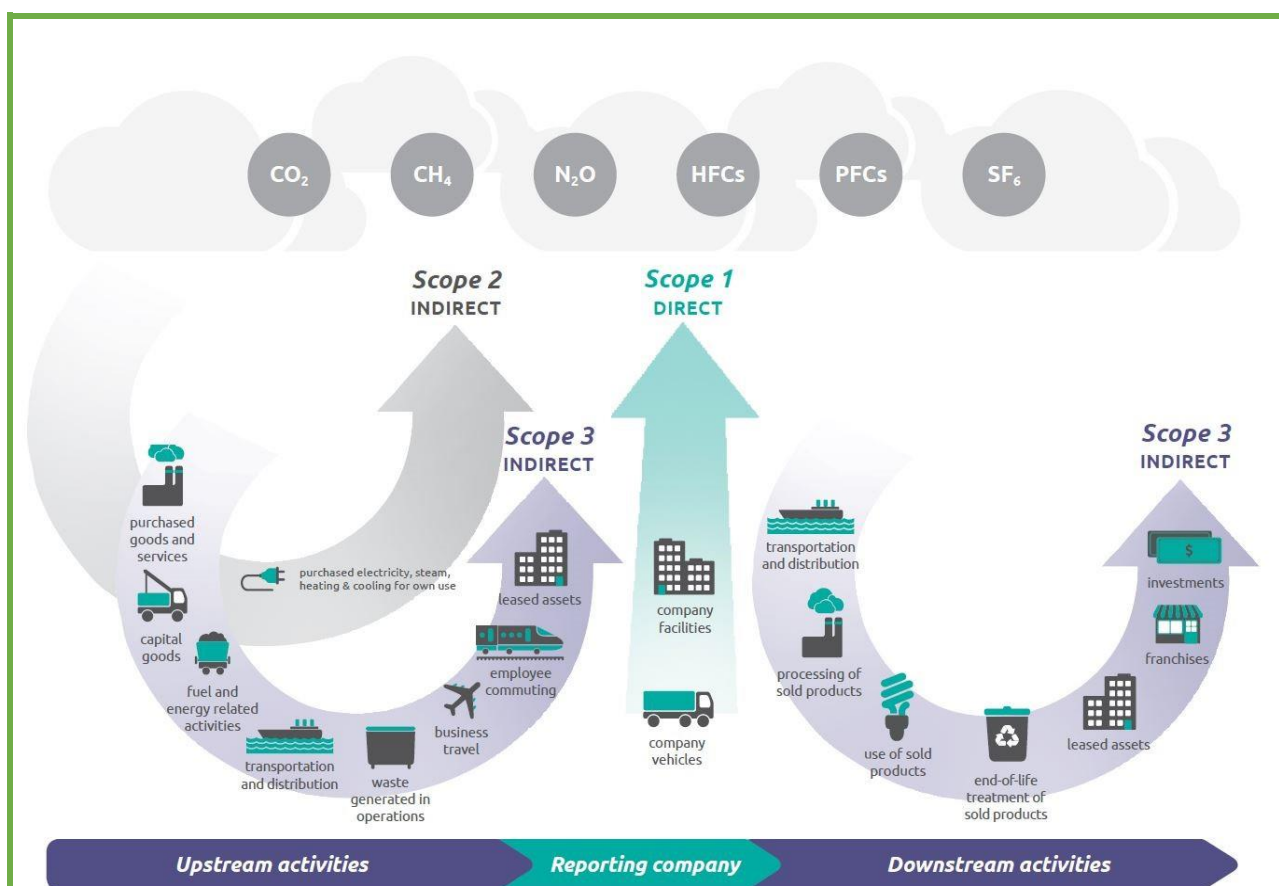 CO₂
CH₄
N₂O
HFCs
PFCs
SF₆
Scope 2
INDIRECT
Scope 1
DIRECT
Scope 3
INDIRECT
Scope 3
INDIRECT
purchased
goods and
services
capital
goods
fuel and
energy related
activities
transportation
and distribution
waste
generated in
operations
business
travel
employee
commuting
leased assets
purchased electricity, steam,
heating & cooling for own use
company
facilities
company
vehicles
transportation
and distribution
processing of
sold products
use of sold
products
end-of-life
treatment of
sold products
leased assets
franchises
investments
$
Upstream activities
Reporting company
Downstream activities